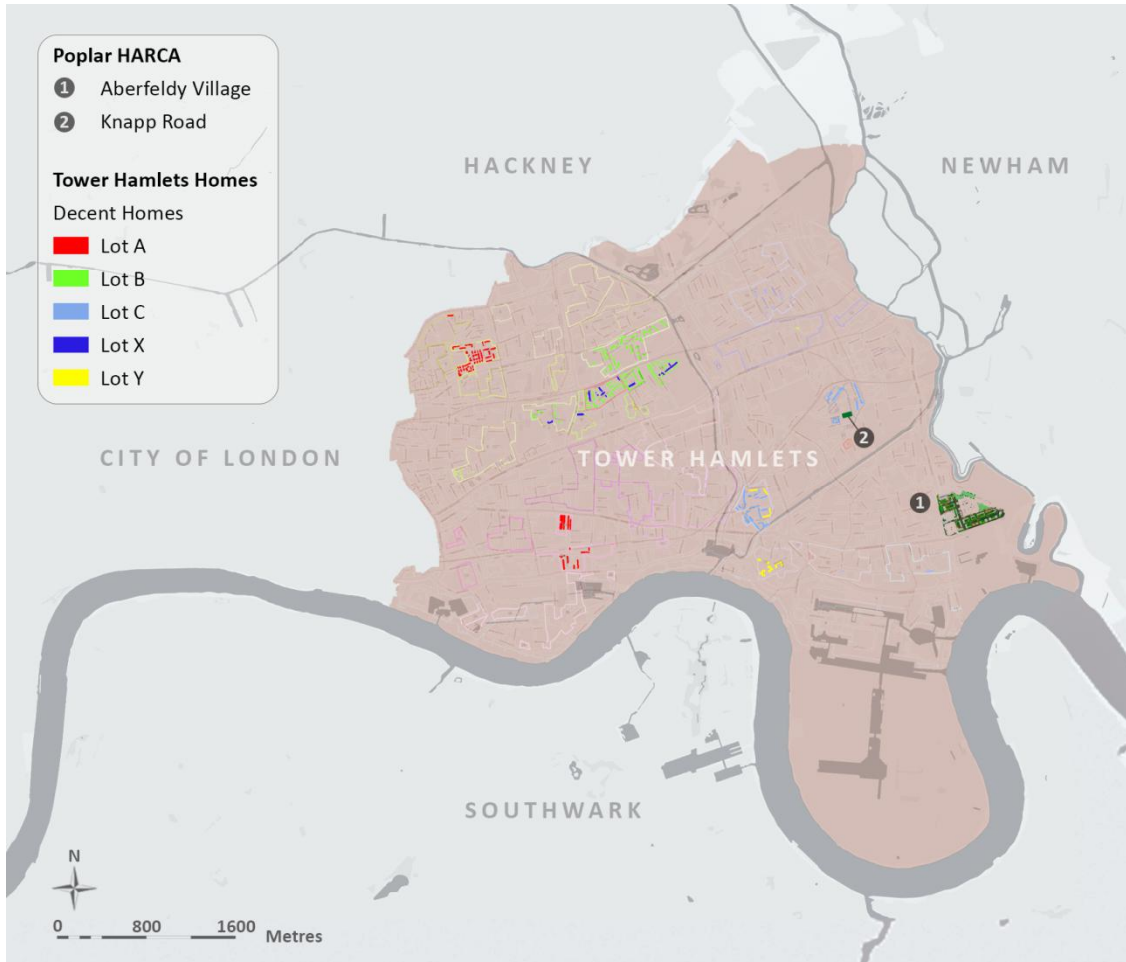 Poplar HARCA
1 Aberfeldy Village
2 Knapp Road
Tower Hamlets Homes
Decent Homes
Lot A
Lot B
Lot C
Lot X
Lot Y
HACKNEY
NEWHAM
CITY OF LONDON
TOWER HAMLETS
2
1
SOUTHWARK
N
0 800 1600 Metres